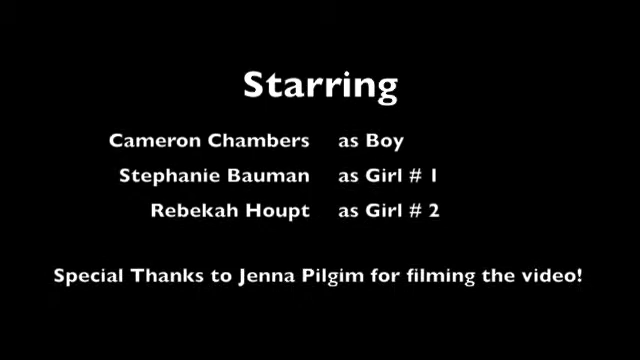 Starring
Cameron Chambers as Boy
Stephanie Bauman as Girl # 1
Rebekah Houpt as Girl # 2
Special Thanks to Jenna Pilgim for filming the video!